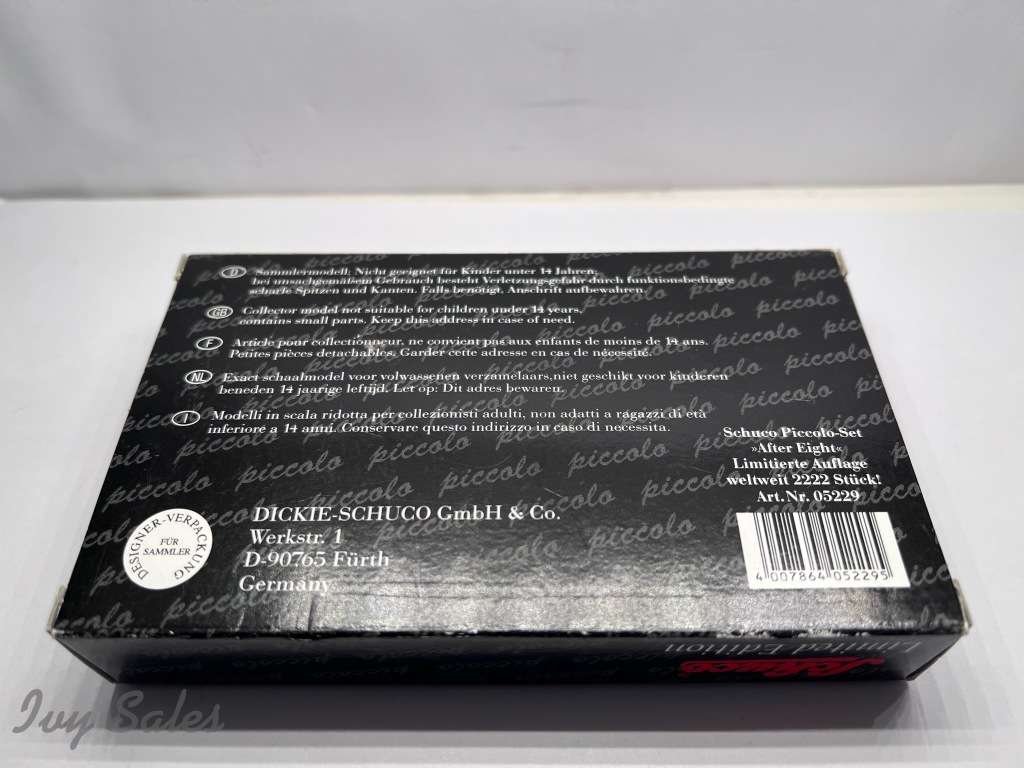 D Sammlermodell: Nicht geeignet für Kinder unter 14 Jahren,
bei unsachgemäßem Gebrauch besteht Verletzungsgefahr durch funktionsbedingte
scharfe Spitzen und Kanten. Falls benötigt, Anschrift aufbewahren.
GB Collector model not suitable for children under 14 years,
contains small parts. Keep this address in case of need.
F Article pour collectionneur. ne convient pas aux enfants de moins de 14 ans.
Petites pièces detachables. Garder cette adresse en cas de nécessité.
NL Exact schaalmodel voor volwassenen verzamelaars,niet geschikt voor kinderen
beneden 14 jaarige leftijd. Let op: Dit adres bewaren.
I Modelli in scala ridotta per collezionisti adulti, non adatti a ragazzi di età
inferiore a 14 anni. Conservare questo indirizzo in caso di necessita.
Schuco Piccolo-Set
»After Eight«
Limitierte Auflage
weltweit 2222 Stück!
Art.Nr. 05229
4 007864 052295
DICKIE-SCHUCO GmbH & Co.
Werkstr. 1
D-90765 Fürth
Germany
DESIGNER-VERPACKUNG
FÜR
SAMMLER
piccolo
Limited Edition
Schuco
Ivy Sales